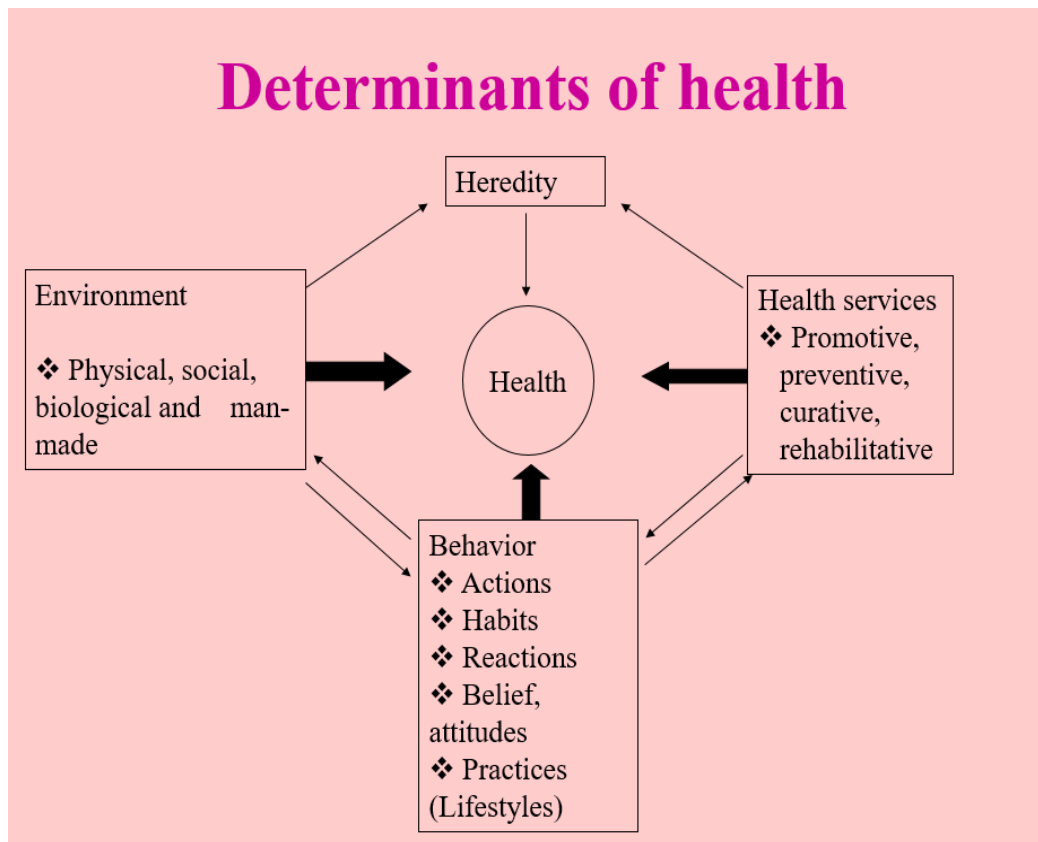 Determinants of health
Heredity
Environment
❖ Physical, social,
biological and man-
made
Health
Health services
❖ Promotive,
preventive,
curative,
rehabilitative
Behavior
❖ Actions
❖ Habits
❖ Reactions
❖ Belief,
attitudes
❖ Practices
(Lifestyles)